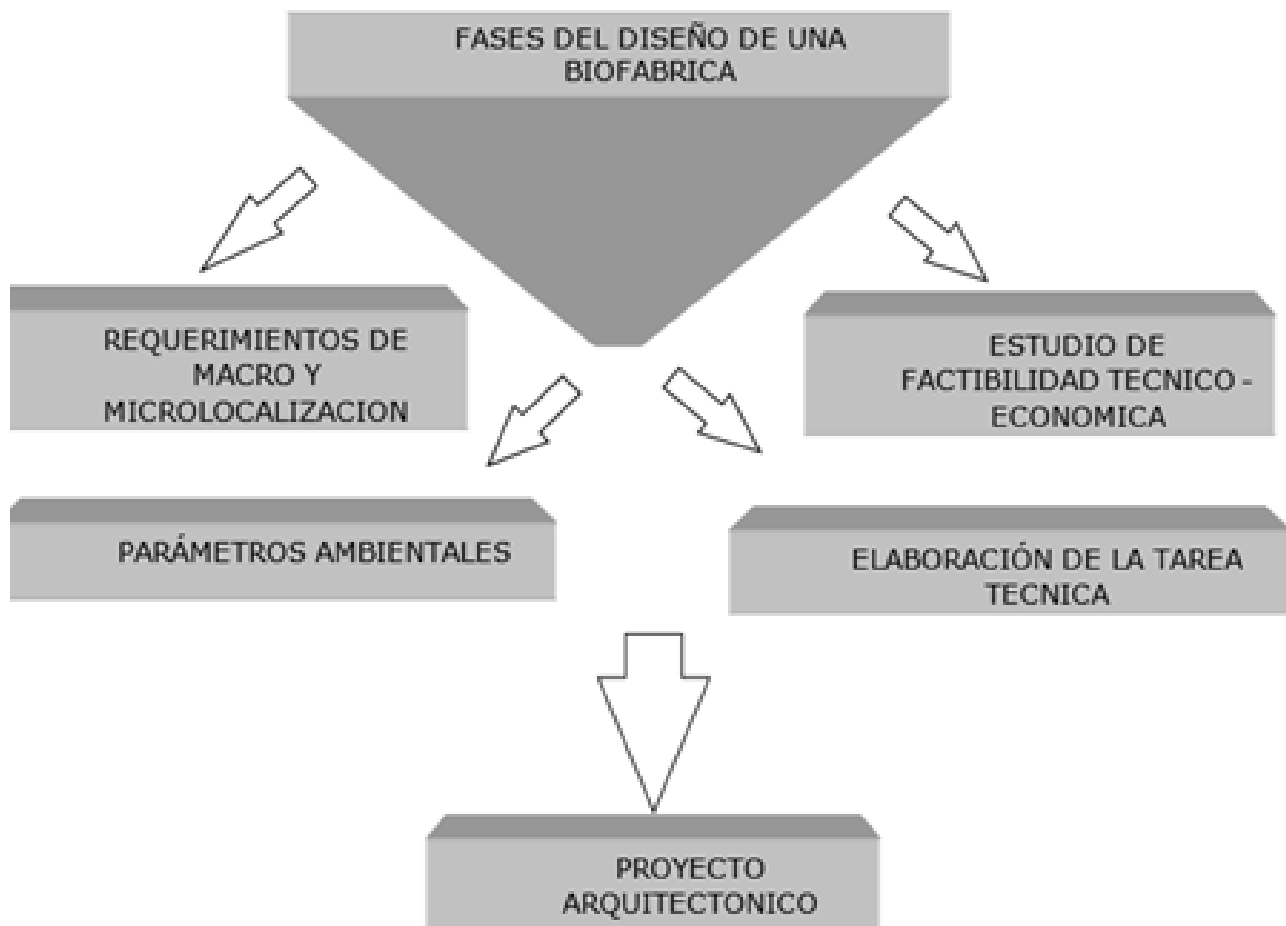 FASES DEL DISEÑO DE UNA
BIOFABRICA
REQUERIMIENTOS DE
MACRO Y
MICROLOCALIZACION
ESTUDIO DE
FACTIBILIDAD TECNICO -
ECONOMICA
PARÁMETROS AMBIENTALES
ELABORACIÓN DE LA TAREA
TECNICA
PROYECTO
ARQUITECTONICO